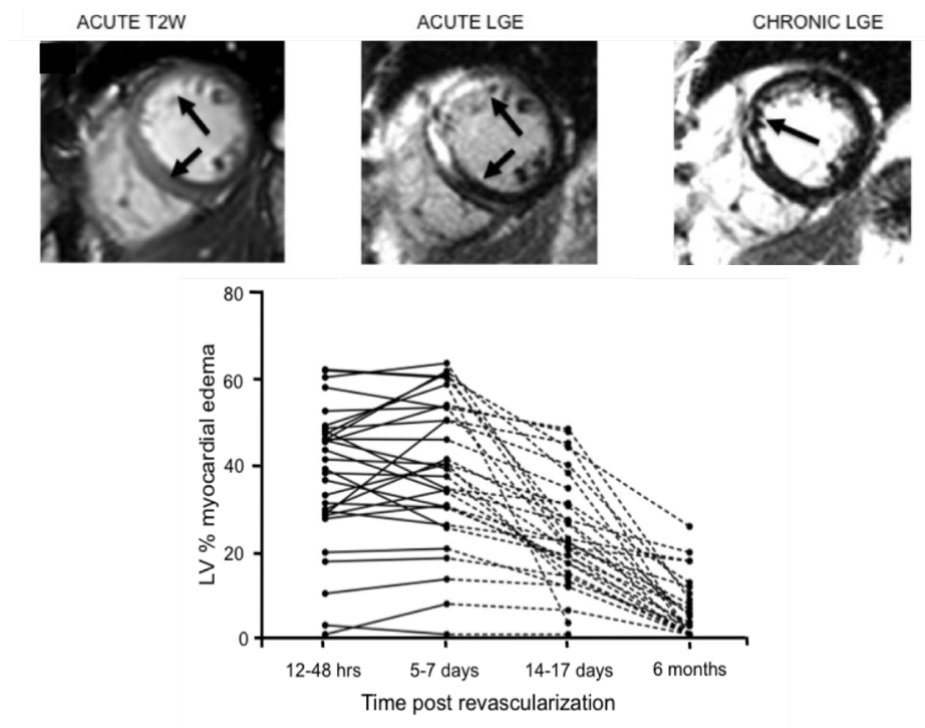 ACUTE T2W
ACUTE LGE
CHRONIC LGE
80
60
40
20
0
LV % myocardial edema
12-48 hrs
5-7 days
14-17 days
6 months
Time post revascularization